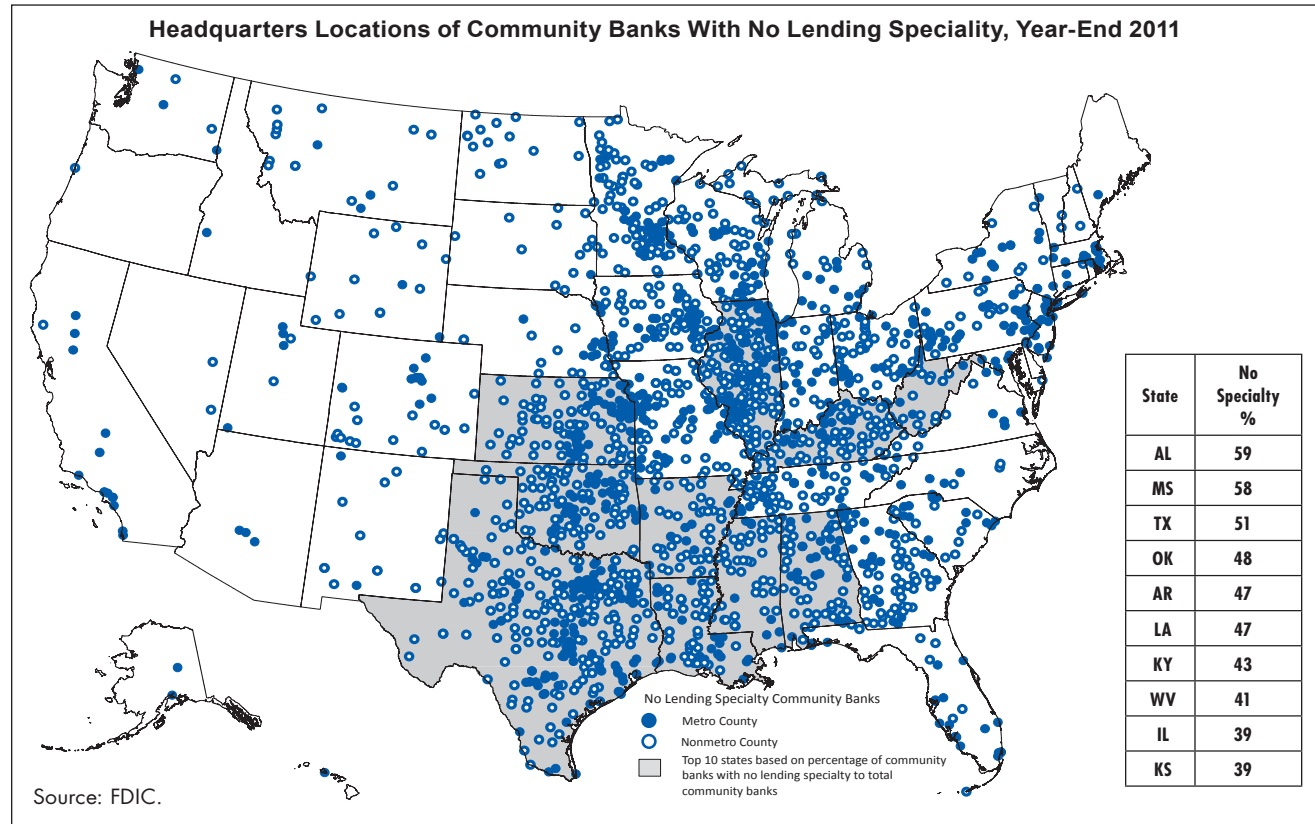 Headquarters Locations of Community Banks With No Lending Speciality, Year-End 2011
State
No
Specialty
%
AL 59
MS 58
TX 51
OK 48
AR 47
LA 47
KY 43
WV 41
IL 39
KS 39
No Lending Specialty Community Banks
Metro County
Nonmetro County
Top 10 states based on percentage of community
banks with no lending specialty to total
community banks
Source: FDIC.